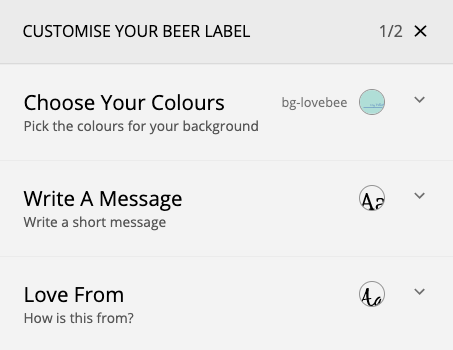 CUSTOMISE YOUR BEER LABEL 1/2
Choose Your Colours bg-lovebee
Pick the colours for your background
Write A Message Aa
Write a short message
Love From Aa
How is this from?